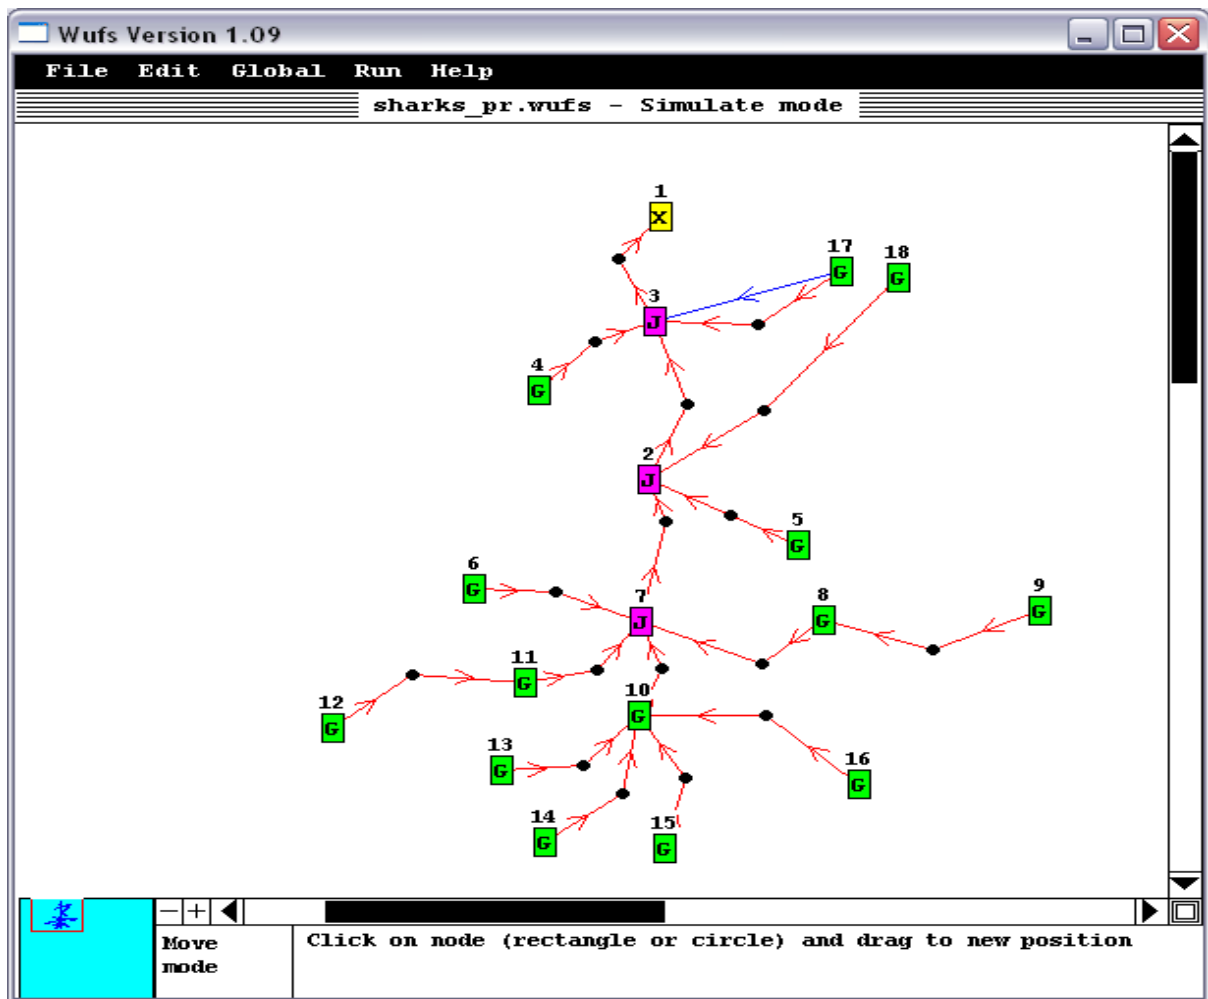 Wufs Version 1.09
File Edit Global Run Help
sharks_pr.wufs - Simulate mode
1
X
17
G
18
G
3
J
4
G
2
J
5
G
6
G
7
J
8
G
9
G
11
G
10
G
12
G
13
G
16
G
14
G
15
G
Move mode
Click on node (rectangle or circle) and drag to new position